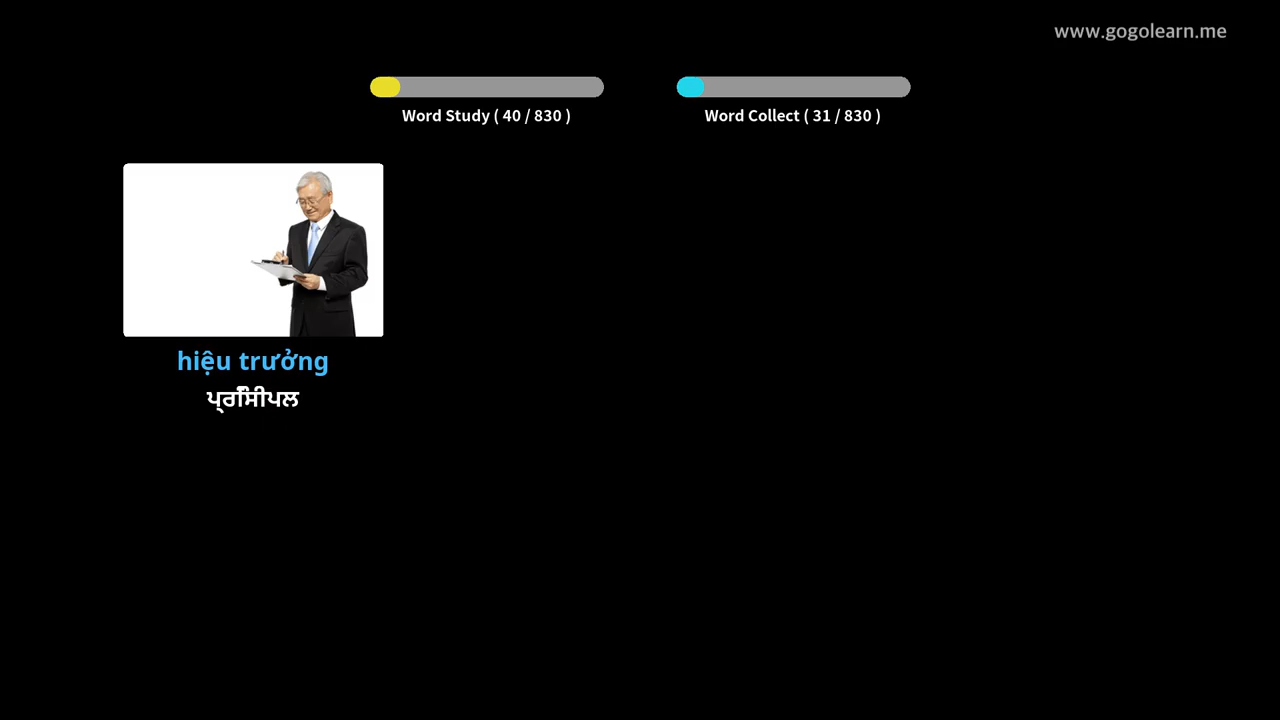 www.gogolearn.me
Word Study ( 40 / 830 )
Word Collect ( 31 / 830 )
hiệu trưởng
ਪ੍ਰਿੰਸੀਪਲ